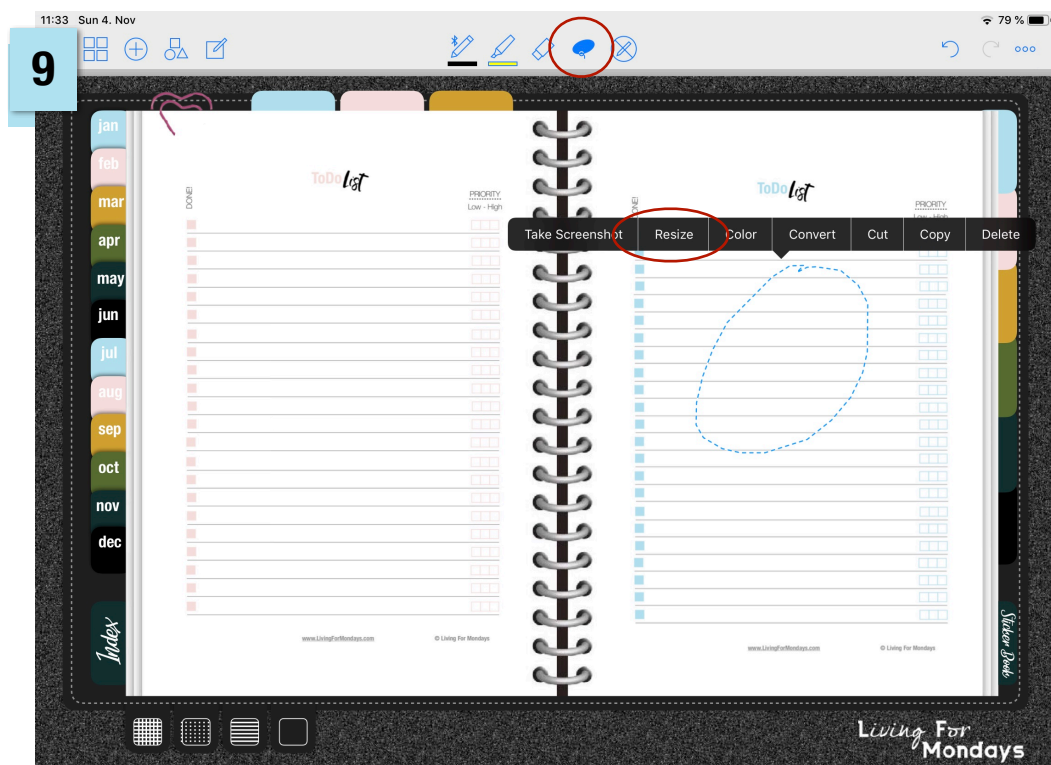 11:33 Sun 4. Nov
79 %
9
jan
feb
mar
apr
may
jun
jul
aug
sep
oct
nov
dec
Index
ToDo List
DONE!
PRIORITY
Low - High
www.LivingForMondays.com
© Living For Mondays
ToDo List
PRIORITY
Low - High
Take Screenshot
Resize
Color
Convert
Cut
Copy
Delete
www.LivingForMondays.com
© Living For Mondays
Sticker Book
Living For
Mondays